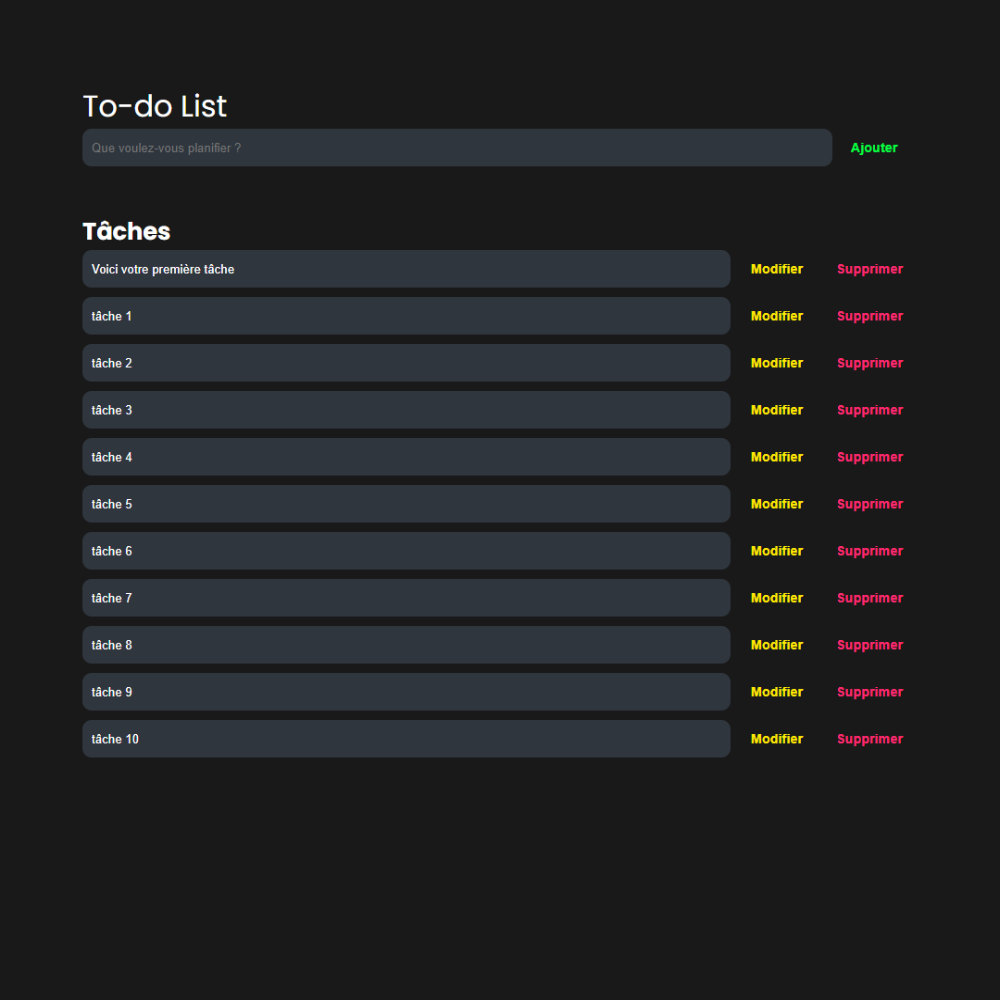 To-do List
Que voulez-vous planifier ?
Ajouter
Tâches
Voici votre première tâche Modifier Supprimer
tâche 1 Modifier Supprimer
tâche 2 Modifier Supprimer
tâche 3 Modifier Supprimer
tâche 4 Modifier Supprimer
tâche 5 Modifier Supprimer
tâche 6 Modifier Supprimer
tâche 7 Modifier Supprimer
tâche 8 Modifier Supprimer
tâche 9 Modifier Supprimer
tâche 10 Modifier Supprimer